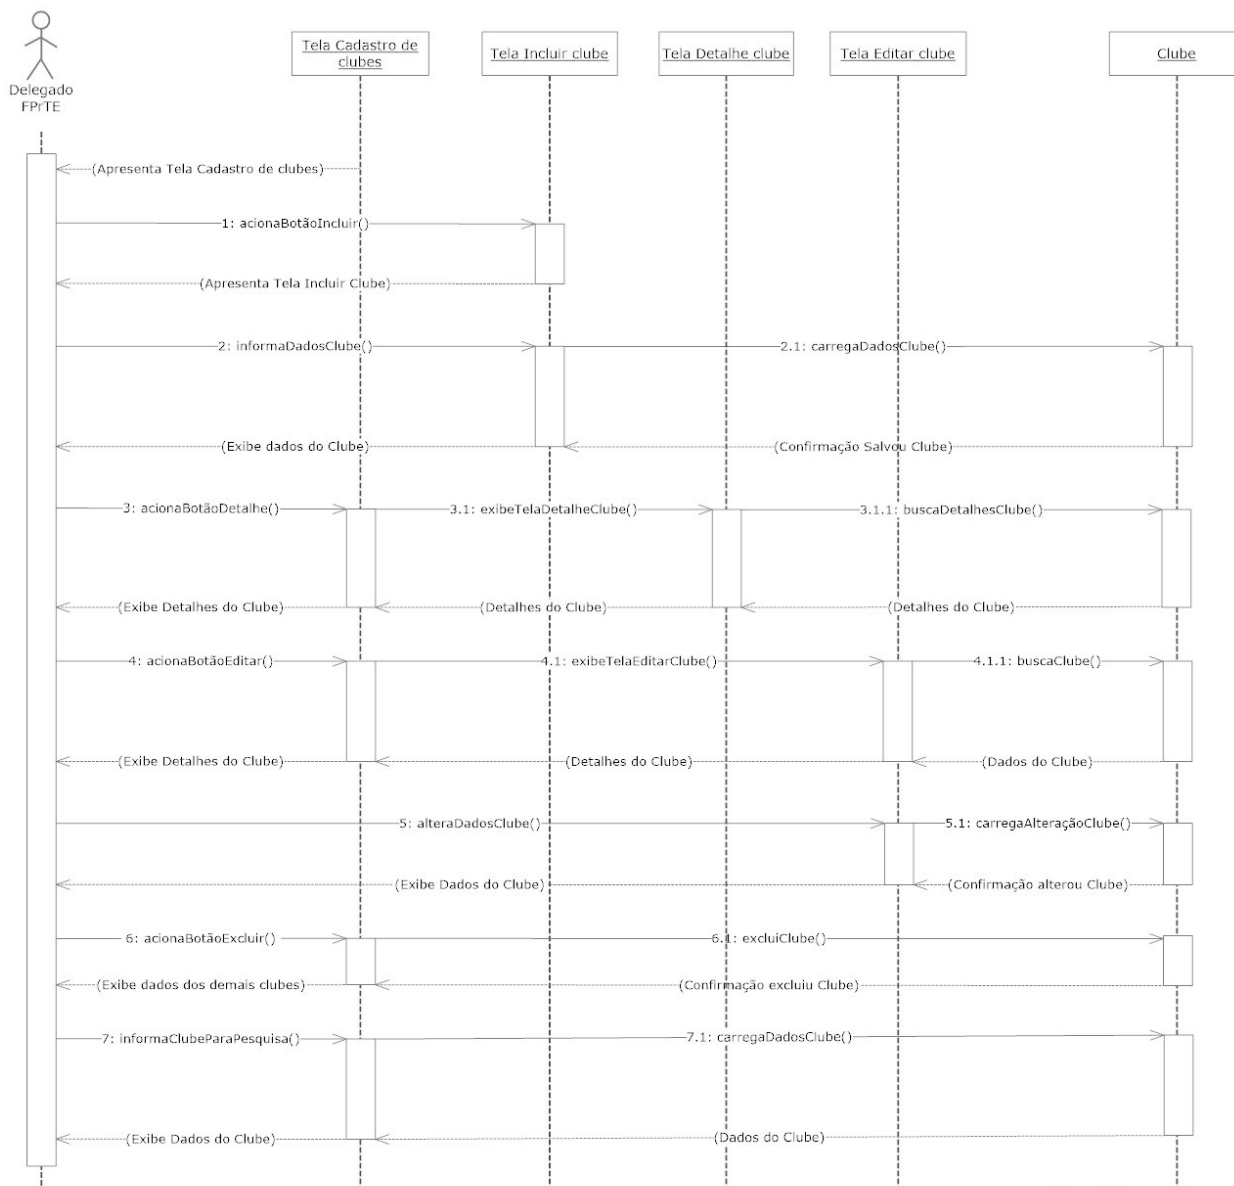 Delegado
FPrTE
Tela Cadastro de
clubes
Tela Incluir clube
Tela Detalhe clube
Tela Editar clube
Clube
(Apresenta Tela Cadastro de clubes)
1: acionaBotãoIncluir()
(Apresenta Tela Incluir Clube)
2: informaDadosClube()
2.1: carregaDadosClube()
(Exibe dados do Clube)
(Confirmação Salvou Clube)
3: acionaBotãoDetalhe()
3.1: exibeTelaDetalheClube()
3.1.1: buscaDetalhesClube()
(Exibe Detalhes do Clube)
(Detalhes do Clube)
(Detalhes do Clube)
4: acionaBotãoEditar()
4.1: exibeTelaEditarClube()
4.1.1: buscaClube()
(Exibe Detalhes do Clube)
(Detalhes do Clube)
(Dados do Clube)
5: alteraDadosClube()
5.1: carregaAlteraçãoClube()
(Exibe Dados do Clube)
(Confirmação alterou Clube)
6: acionaBotãoExcluir()
6.1: excluiClube()
(Exibe dados dos demais clubes)
(Confirmação excluiu Clube)
7: informaClubeParaPesquisa()
7.1: carregaDadosClube()
(Exibe Dados do Clube)
(Dados do Clube)